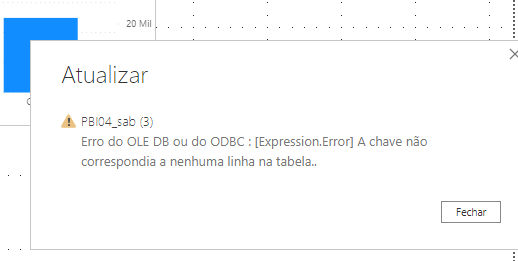 20 Mil
Atualizar
PBI04_sab (3)
Erro do OLE DB ou do ODBC : [Expression.Error] A chave não
correspondia a nenhuma linha na tabela..
Fechar